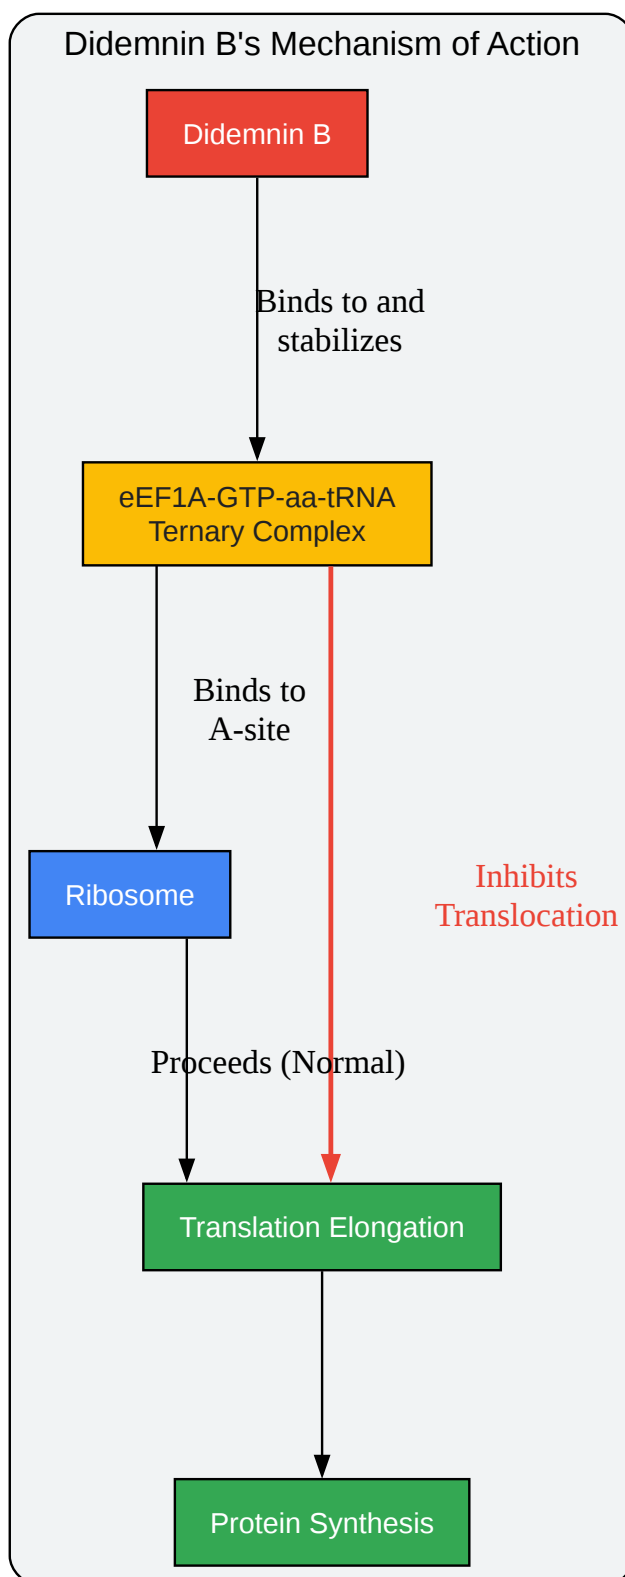 Didemnin B's Mechanism of Action
Didemnin B
Binds to and
stabilizes
eEF1A-GTP-aa-tRNA
Ternary Complex
Binds to
A-site
Ribosome
Inhibits
Translocation
Proceeds (Normal)
Translation Elongation
Protein Synthesis